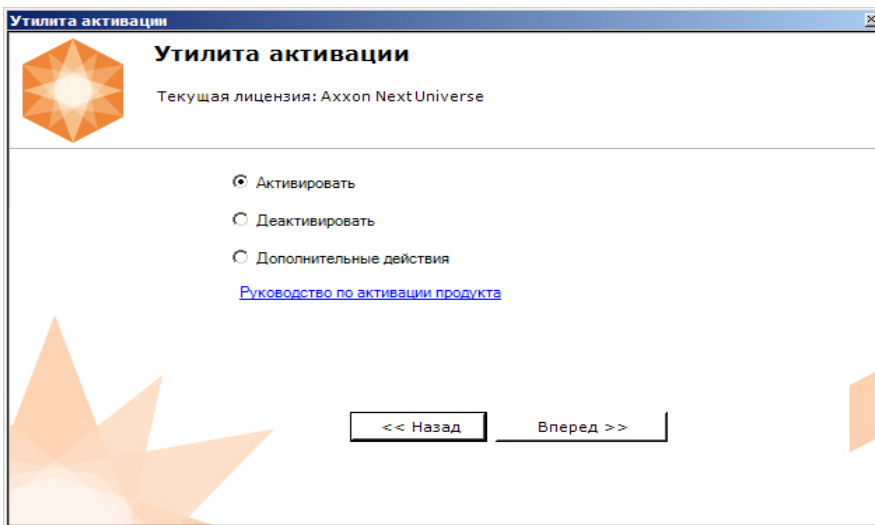 Утилита активации
Утилита активации
Текущая лицензия: Axxon Next Universe
Активировать
Деактивировать
Дополнительные действия
Руководство по активации продукта
<< Назад
Вперед >>